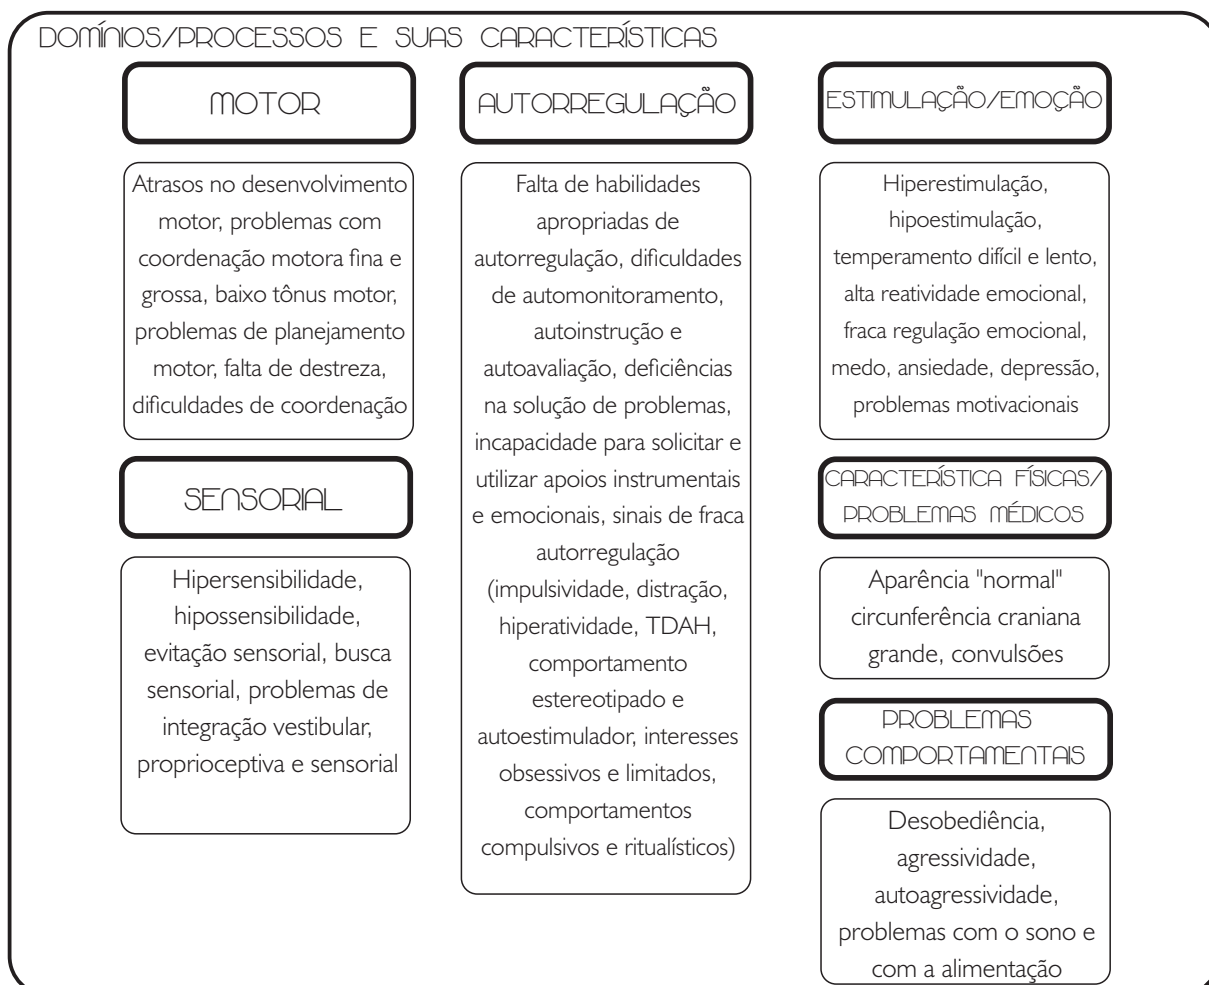 DOMÍNIOS/PROCESSOS E SUAS CARACTERÍSTICAS
MOTOR
Atrasos no desenvolvimento
motor, problemas com
coordenação motora fina e
grossa, baixo tônus motor,
problemas de planejamento
motor, falta de destreza,
dificuldades de coordenação
SENSORIAL
Hipersensibilidade,
hipossensibilidade,
evitação sensorial, busca
sensorial, problemas de
integração vestibular,
proprioceptiva e sensorial
AUTORREGULAÇÃO
Falta de habilidades
apropriadas de
autorregulação, dificuldades
de automonitoramento,
autoinstrução e
autoavaliação, deficiências
na solução de problemas,
incapacidade para solicitar e
utilizar apoios instrumentais
e emocionais, sinais de fraca
autorregulação
(impulsividade, distração,
hiperatividade, TDAH,
comportamento
estereotipado e
autoestimulador, interesses
obsessivos e limitados,
comportamentos
compulsivos e ritualísticos)
ESTIMULAÇÃO/EMOÇÃO
Hiperestimulação,
hipoestimulação,
temperamento difícil e lento,
alta reatividade emocional,
fraca regulação emocional,
medo, ansiedade, depressão,
problemas motivacionais
CARACTERÍSTICA FÍSICAS/
PROBLEMAS MÉDICOS
Aparência "normal"
circunferência craniana
grande, convulsões
PROBLEMAS
COMPORTAMENTAIS
Desobediência,
agressividade,
autoagressividade,
problemas com o sono e
com a alimentação